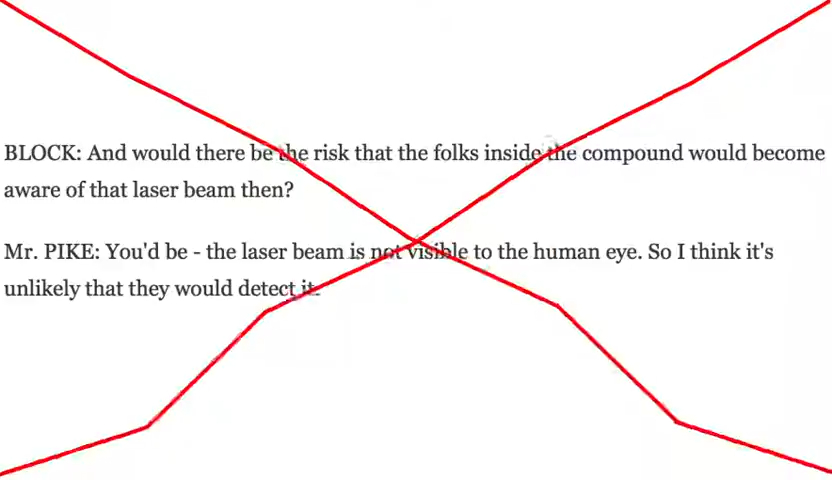 BLOCK: And would there be the risk that the folks inside the compound would become
aware of that laser beam then?
Mr. PIKE: You'd be - the laser beam is not visible to the human eye. So I think it's
unlikely that they would detect it.